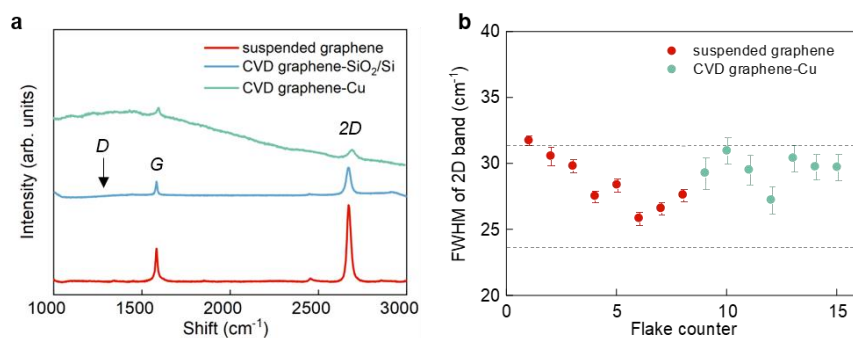 a
Intensity (arb. units)
suspended graphene
CVD graphene-SiO₂/Si
CVD graphene-Cu
D
G
2D
1000 1500 2000 2500 3000
Shift (cm⁻¹)
b
FWHM of 2D band (cm⁻¹)
40
35
30
25
20
suspended graphene
CVD graphene-Cu
0 5 10 15
Flake counter